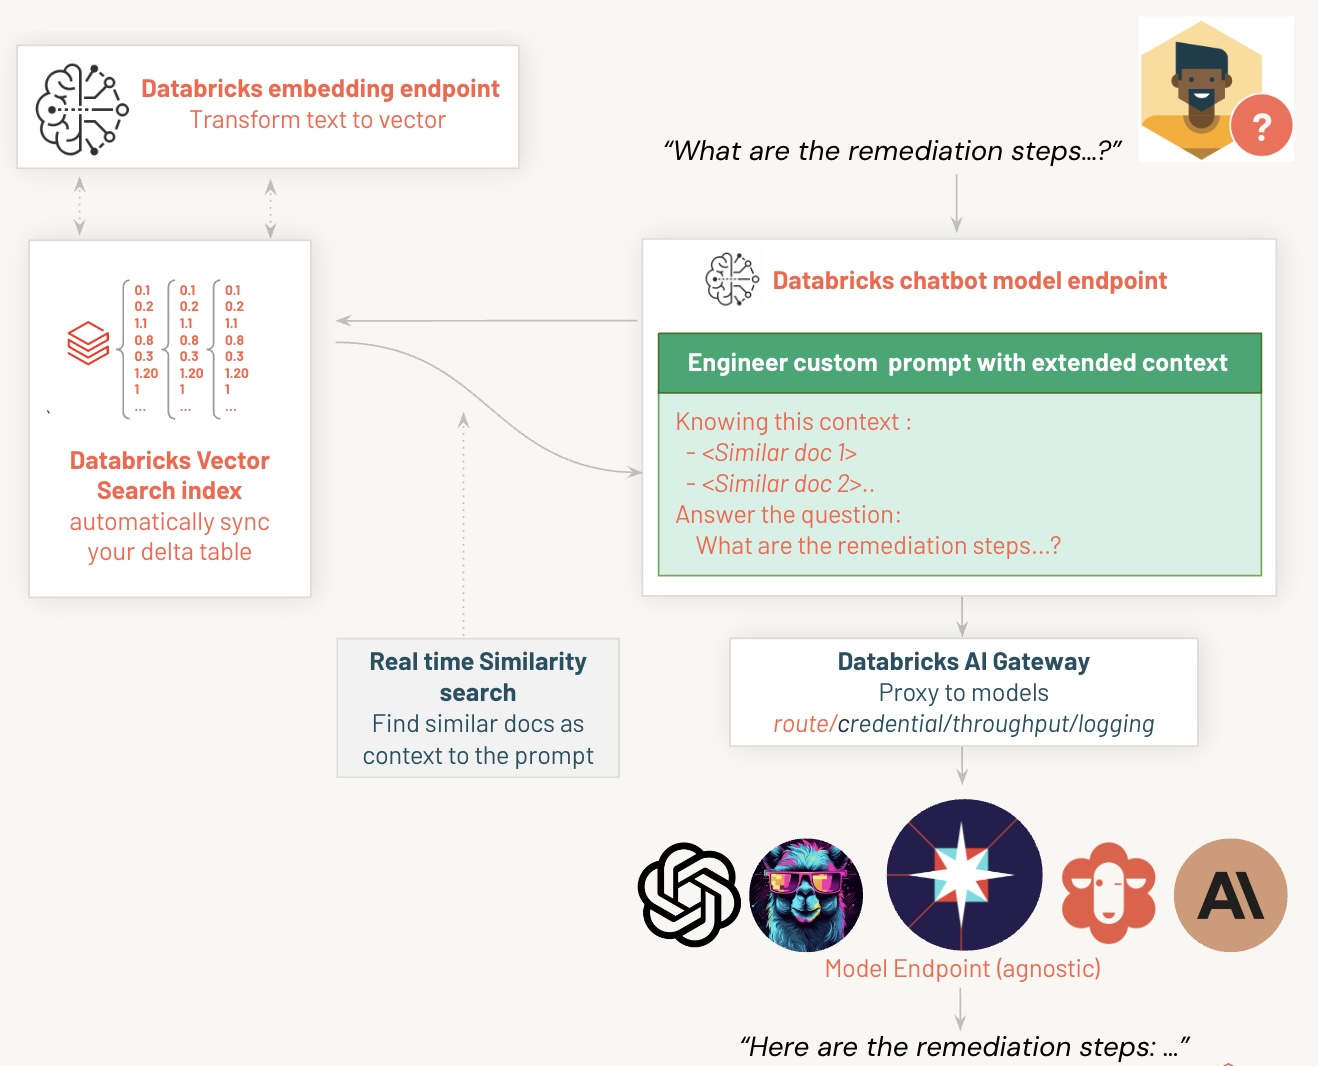 Databricks embedding endpoint
Transform text to vector
?
“What are the remediation steps...?”
0.1 0.1 0.1
0.2 0.2 0.2
1.1 1.1 1.1
0.8 0.8 0.8
0.3 0.3 0.3
1.20 1.20 1.20
1 1 1
... ... ...
`
Databricks Vector
Search index
automatically sync
your delta table
Databricks chatbot model endpoint
Engineer custom  prompt with extended context
Knowing this context :
- <Similar doc 1>
- <Similar doc 2>..
Answer the question:
What are the remediation steps...?
Real time Similarity
search
Find similar docs as
context to the prompt
Databricks AI Gateway
Proxy to models
route/credential/throughput/logging
AI
Model Endpoint (agnostic)
“Here are the remediation steps: ...”